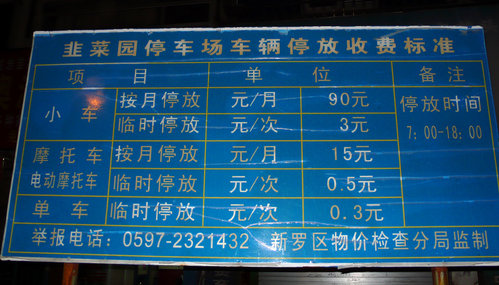 韭菜园停车场车辆停放收费标准
项 目 单 位 备 注
小 车 按月停放 元/月 90元 停放时间
临时停放 元/次 3元 7:00-18:00
摩托车 按月停放 元/月 15元
电动摩托车 临时停放 元/次 0.5元
单 车 临时停放 元/次 0.3元
举报电话:0597-2321432 新罗区物价检查分局监制